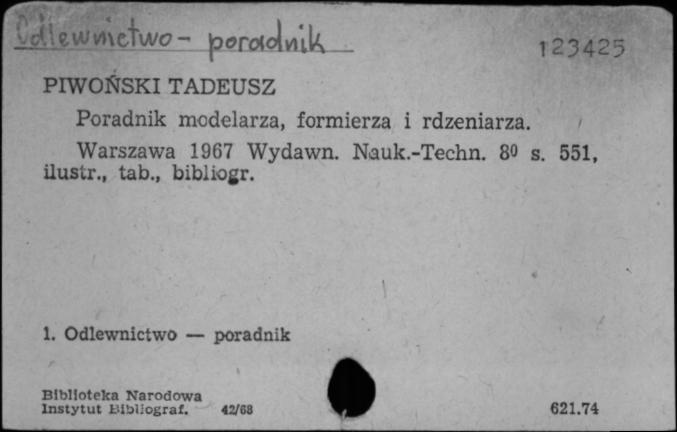 Odlewnictwo - poradnik
123425
PIWOŃSKI TADEUSZ
Poradnik modelarza, formierza i rdzeniarza.
Warszawa 1967 Wydawn. Nauk.-Techn. 8⁰ s. 551,
ilustr., tab., bibliogr.
1. Odlewnictwo — poradnik
Biblioteka Narodowa
Instytut Bibliograf. 42/68
621.74